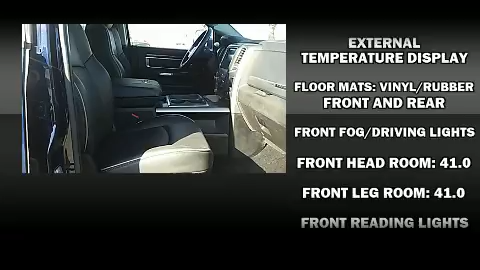 EXTERNAL
TEMPERATURE DISPLAY
FLOOR MATS: VINYL/RUBBER
FRONT AND REAR
FRONT FOG/DRIVING LIGHTS
FRONT HEAD ROOM: 41.0
FRONT LEG ROOM: 41.0
FRONT READING LIGHTS